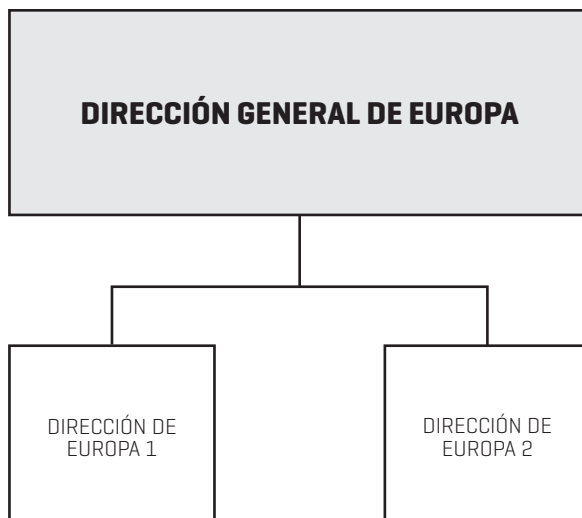 DIRECCIÓN GENERAL DE EUROPA
DIRECCIÓN DE
EUROPA 1
DIRECCIÓN DE
EUROPA 2